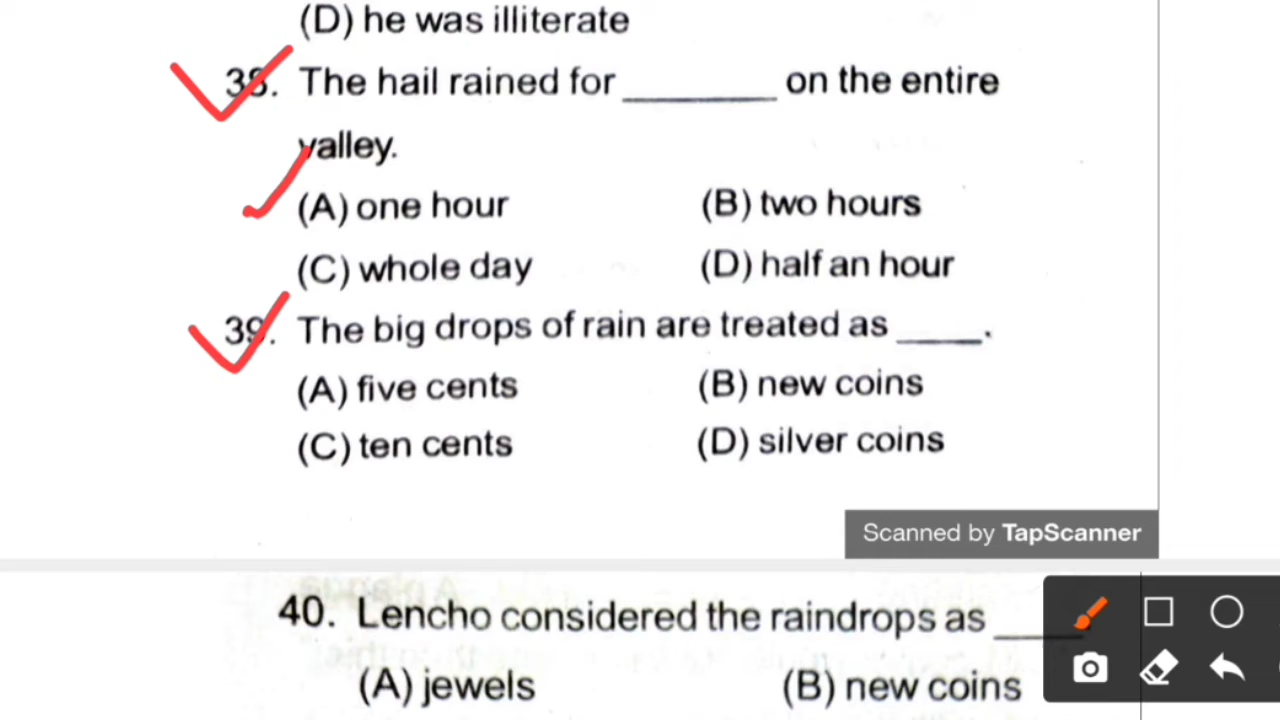 (D) he was illiterate
38. The hail rained for ________ on the entire
valley.
(A) one hour (B) two hours
(C) whole day (D) half an hour
39. The big drops of rain are treated as ____.
(A) five cents (B) new coins
(C) ten cents (D) silver coins
Scanned by TapScanner
40. Lencho considered the raindrops as _____
(A) jewels (B) new coins